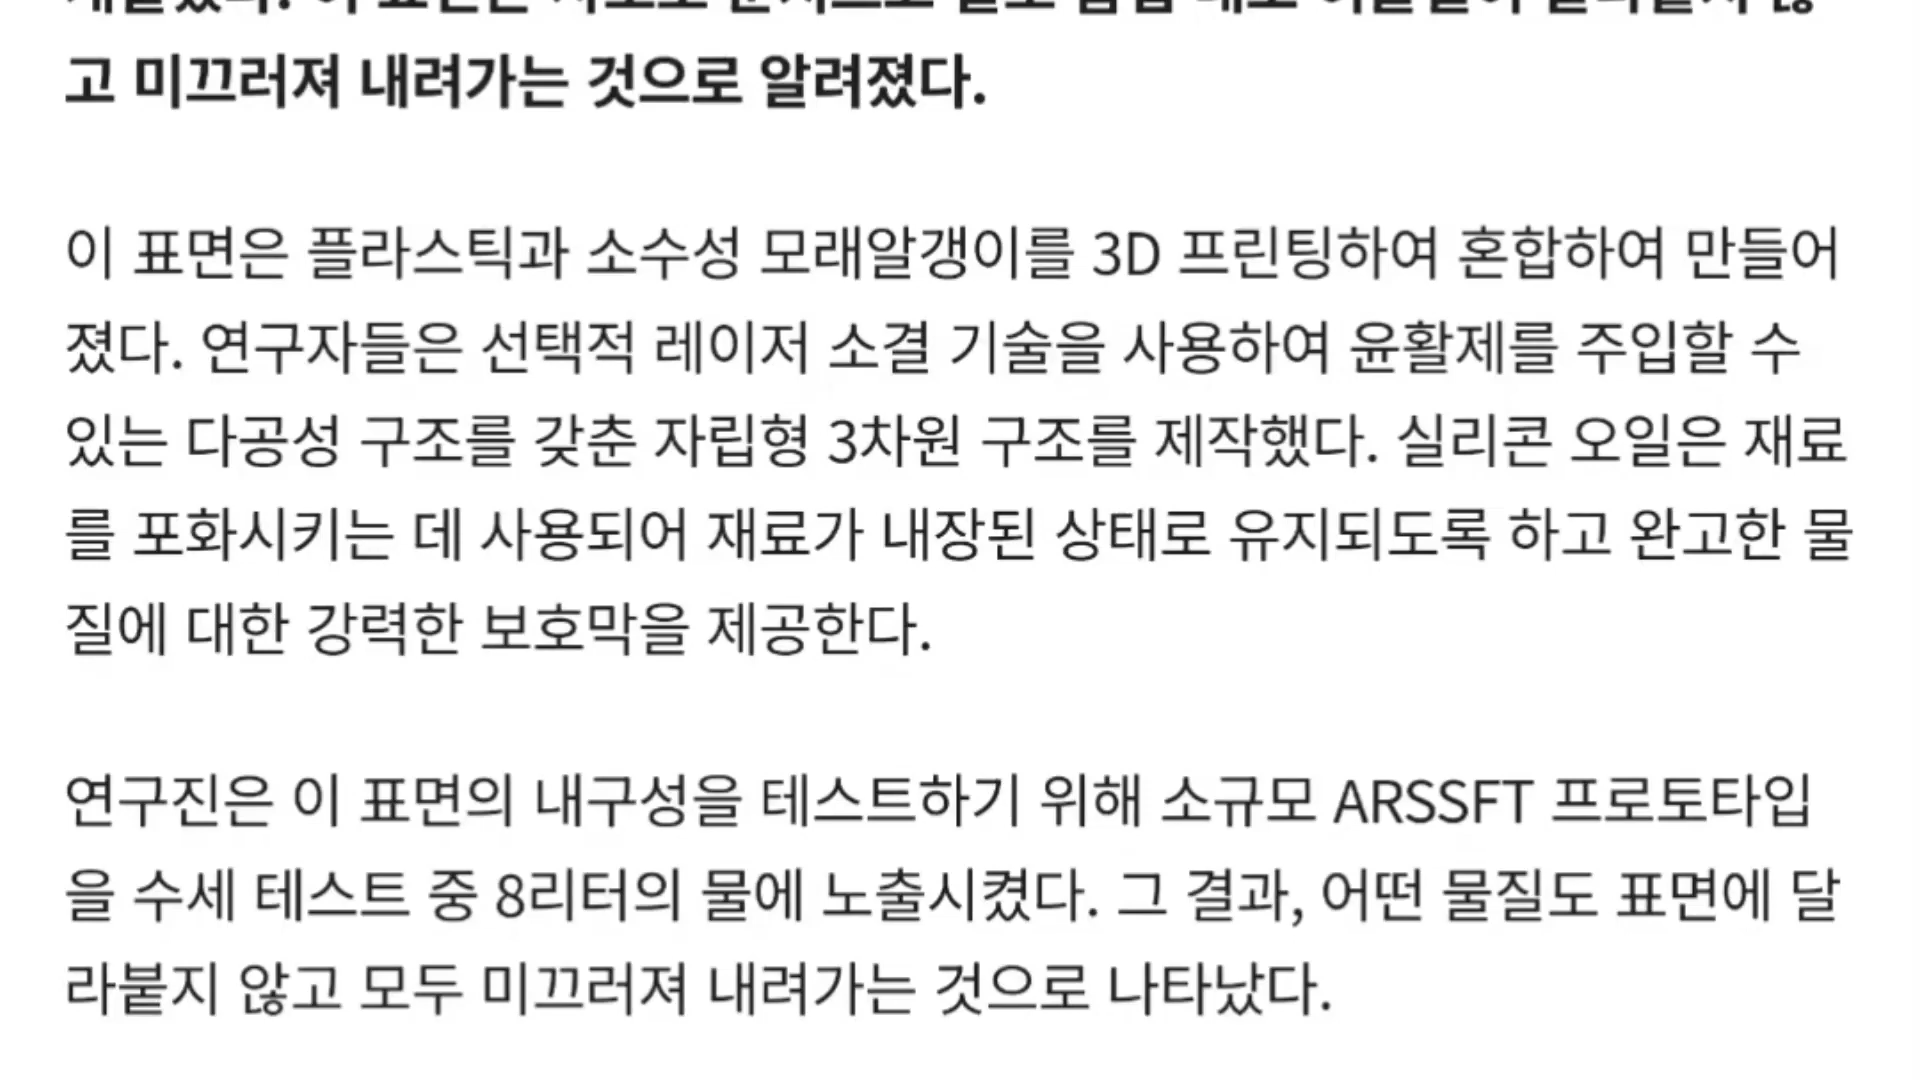 고 미끄러져 내려가는 것으로 알려졌다.
이 표면은 플라스틱과 소수성 모래알갱이를 3D 프린팅하여 혼합하여 만들어
졌다. 연구자들은 선택적 레이저 소결 기술을 사용하여 윤활제를 주입할 수
있는 다공성 구조를 갖춘 자립형 3차원 구조를 제작했다. 실리콘 오일은 재료
를 포화시키는 데 사용되어 재료가 내장된 상태로 유지되도록 하고 완고한 물
질에 대한 강력한 보호막을 제공한다.
연구진은 이 표면의 내구성을 테스트하기 위해 소규모 ARSSFT 프로토타입
을 수세 테스트 중 8리터의 물에 노출시켰다. 그 결과, 어떤 물질도 표면에 달
라붙지 않고 모두 미끄러져 내려가는 것으로 나타났다.